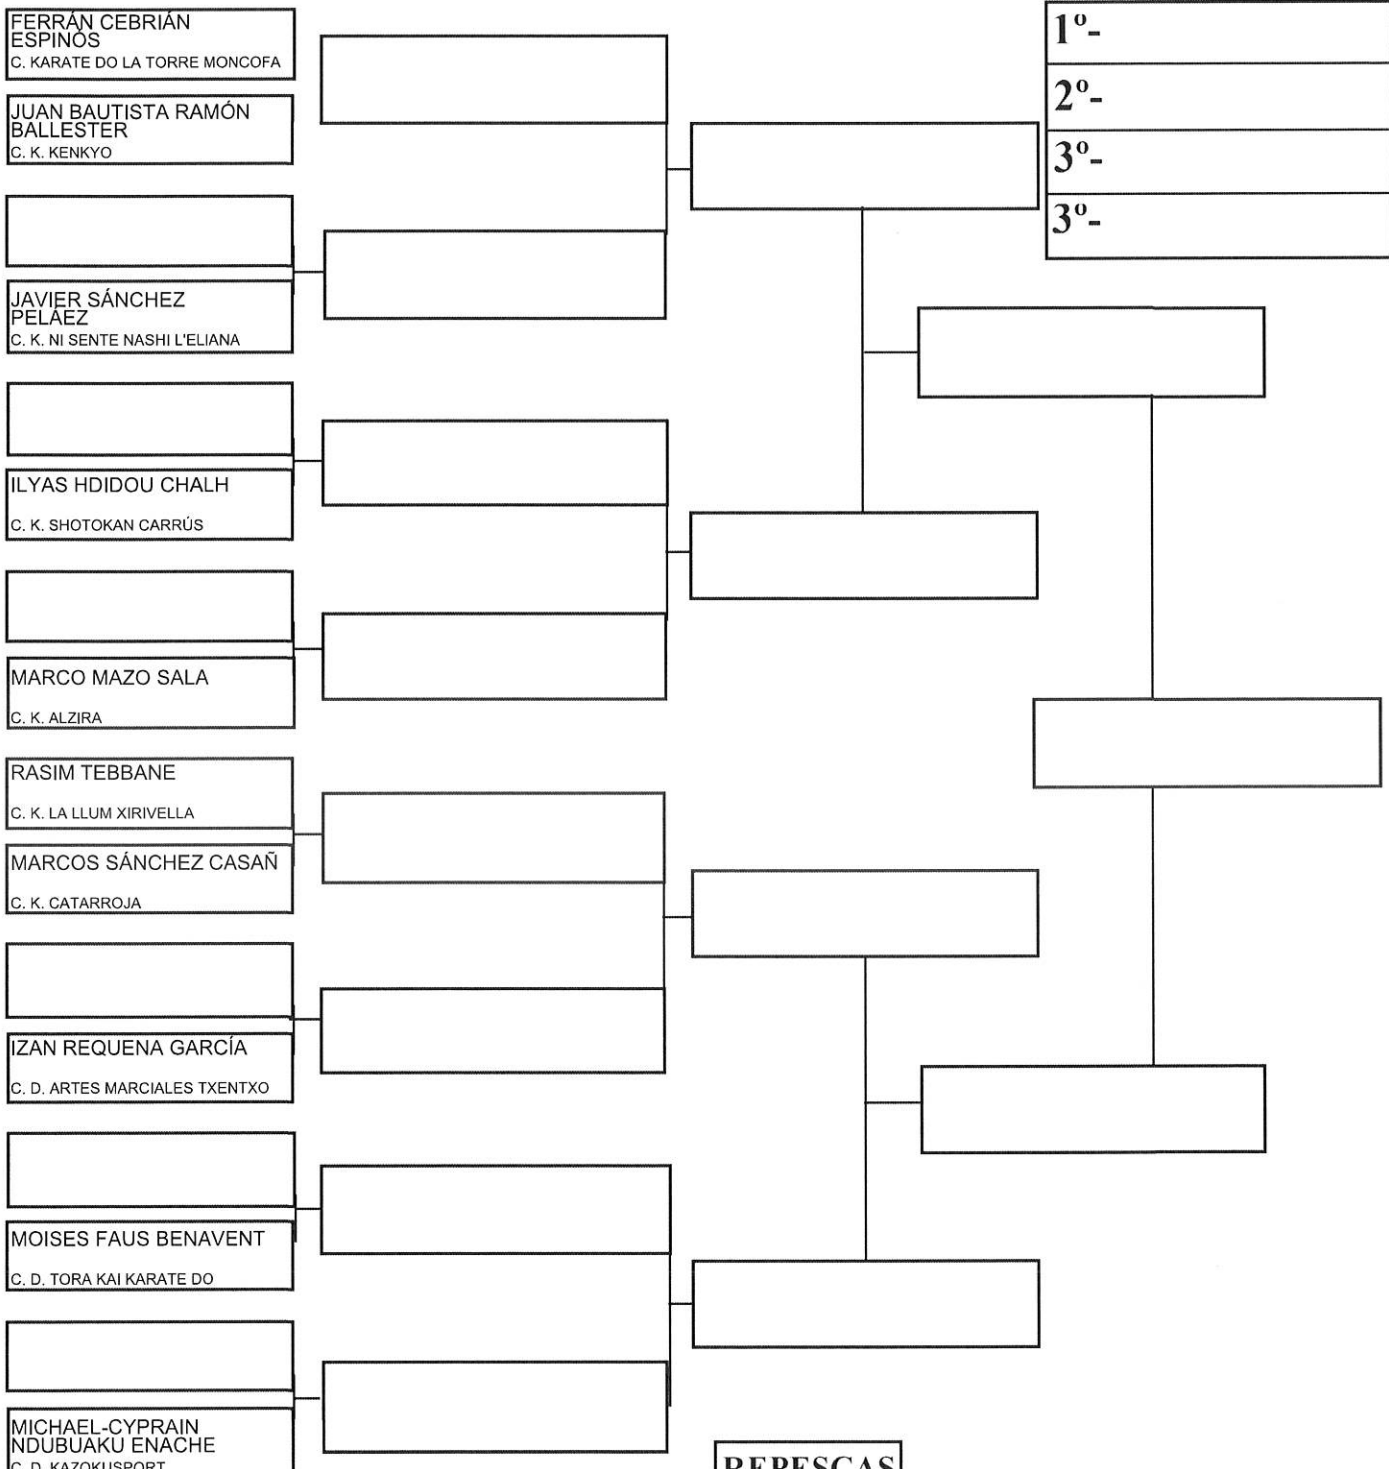 FERRÁN CEBRIÁN
ESPINÓS
C. KARATE DO LA TORRE MONCOFA
JUAN BAUTISTA RAMÓN
BALLESTER
C. K. KENKYO
JAVIER SÁNCHEZ
PELÁEZ
C. K. NI SENTE NASHI L'ELIANA
ILYAS HDIDOU CHALH
C. K. SHOTOKAN CARRÚS
MARCO MAZO SALA
C. K. ALZIRA
RASIM TEBBANE
C. K. LA LLUM XIRIVELLA
MARCOS SÁNCHEZ CASAÑ
C. K. CATARROJA
IZAN REQUENA GARCÍA
C. D. ARTES MARCIALES TXENTXO
MOISES FAUS BENAVENT
C. D. TORA KAI KARATE DO
MICHAEL-CYPRAIN
NDUBUAKU ENACHE
C. D. KAZOKUSPORT
1º-
2º-
3º-
3º-
REPESCAS